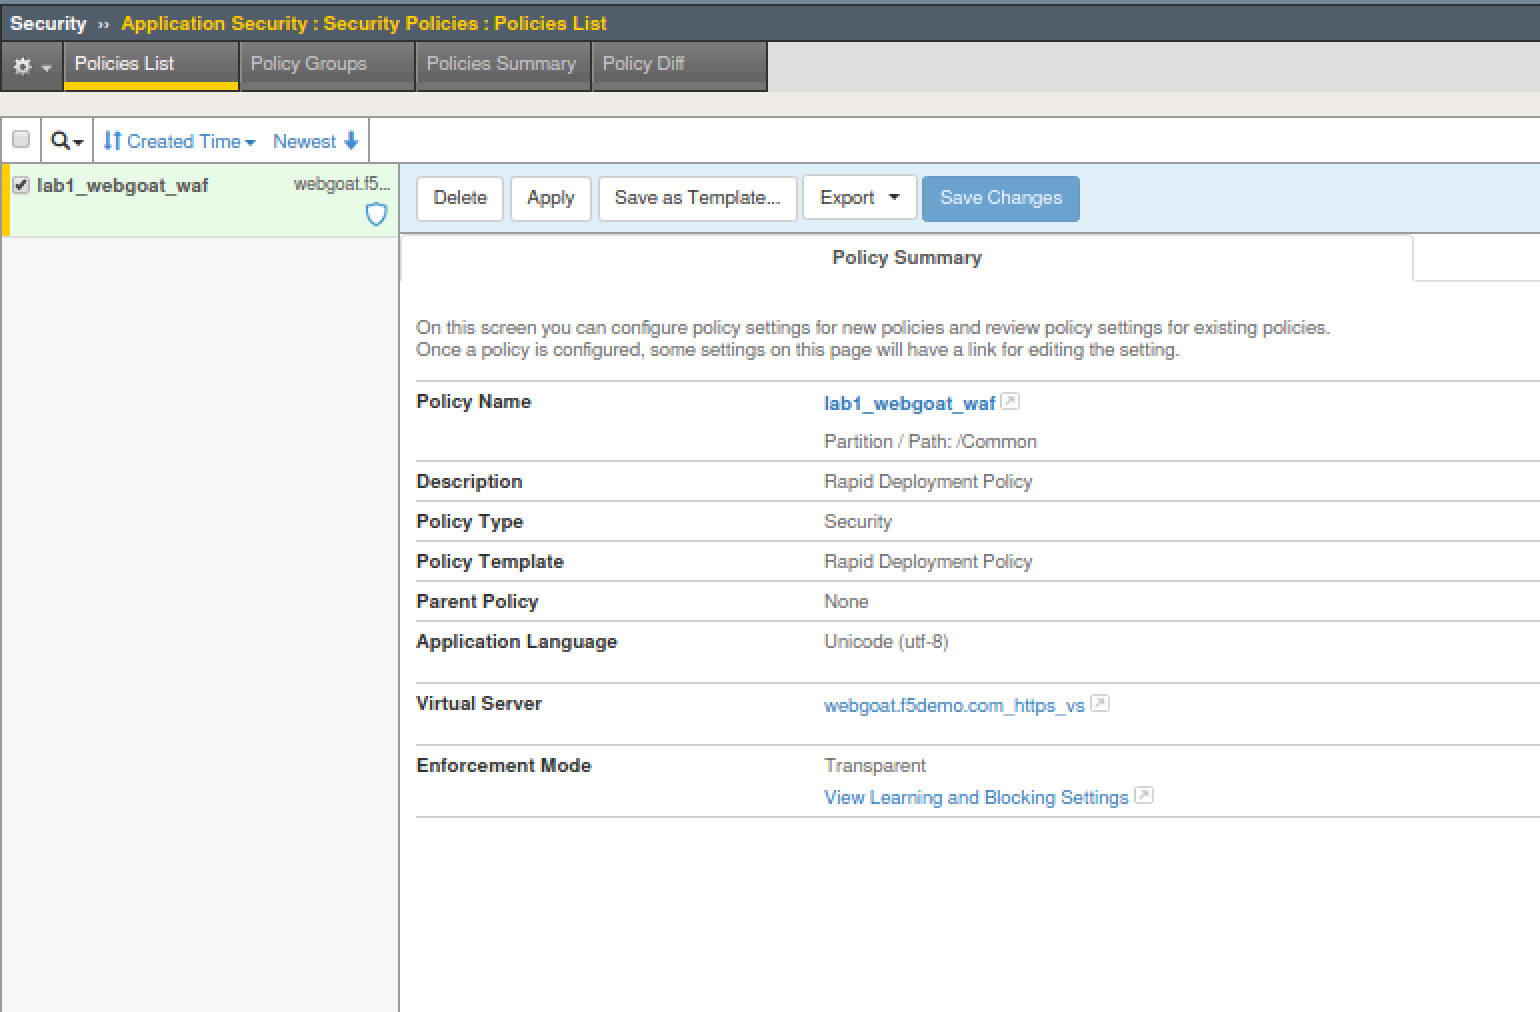 Security ›› Application Security : Security Policies : Policies List
Policies List Policy Groups Policies Summary Policy Diff
Created Time Newest
lab1_webgoat_waf webgoat.f5...
Delete Apply Save as Template... Export Save Changes
Policy Summary
On this screen you can configure policy settings for new policies and review policy settings for existing policies.
Once a policy is configured, some settings on this page will have a link for editing the setting.
Policy Name lab1_webgoat_waf
Partition / Path: /Common
Description Rapid Deployment Policy
Policy Type Security
Policy Template Rapid Deployment Policy
Parent Policy None
Application Language Unicode (utf-8)
Virtual Server webgoat.f5demo.com_https_vs
Enforcement Mode Transparent
View Learning and Blocking Settings